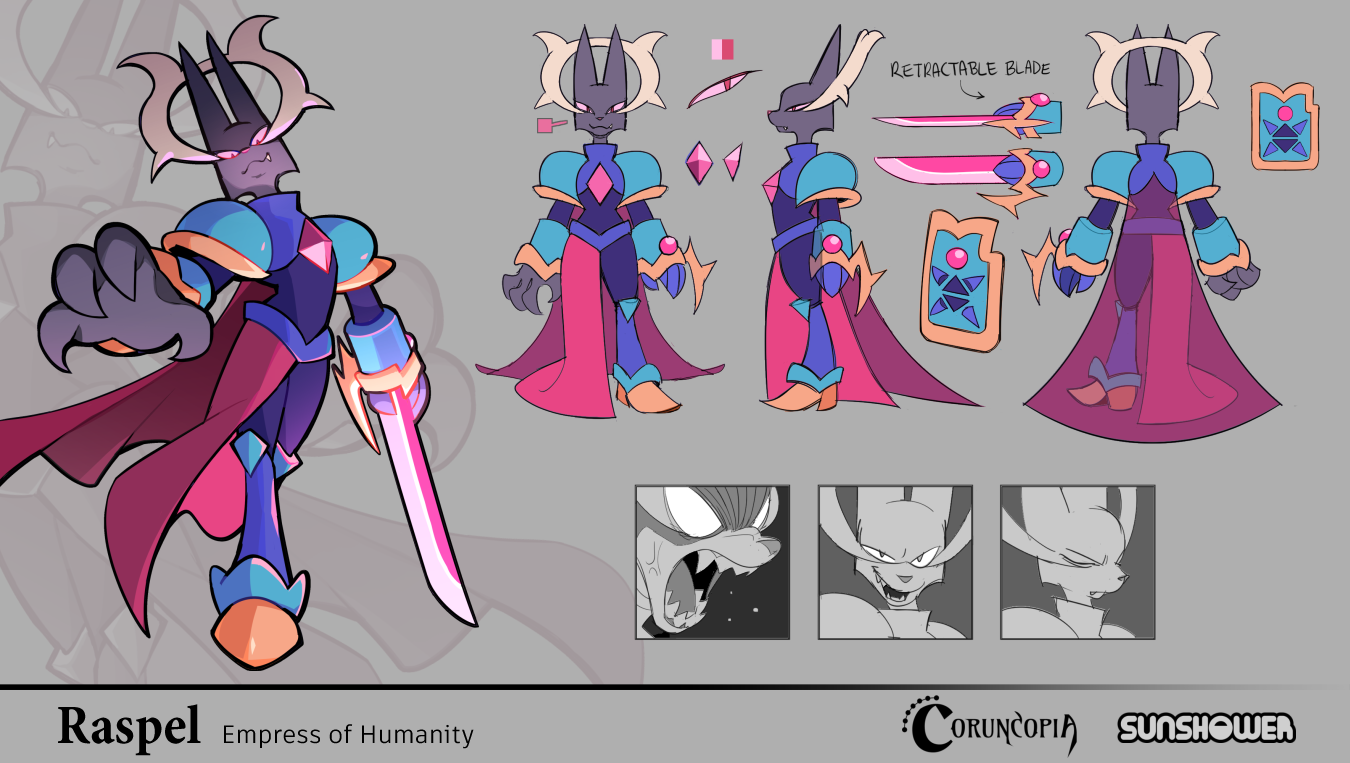 RETRACTABLE BLADE
Raspel Empress of Humanity
CORUNCOPIA SUNSHOWER